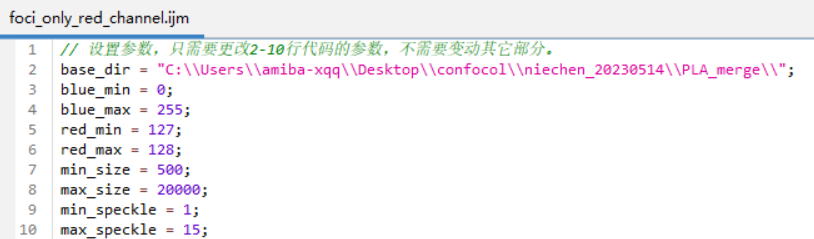 foci_only_red_channel.ijm
1 // 设置参数，只需要更改2-10行代码的参数，不需要变动其它部分。
2 base_dir = "C:\\Users\\amiba-xqq\\Desktop\\confocol\\niechen_20230514\\PLA_merge\\";
3 blue_min = 0;
4 blue_max = 255;
5 red_min = 127;
6 red_max = 128;
7 min_size = 500;
8 max_size = 20000;
9 min_speckle = 1;
10 max_speckle = 15;